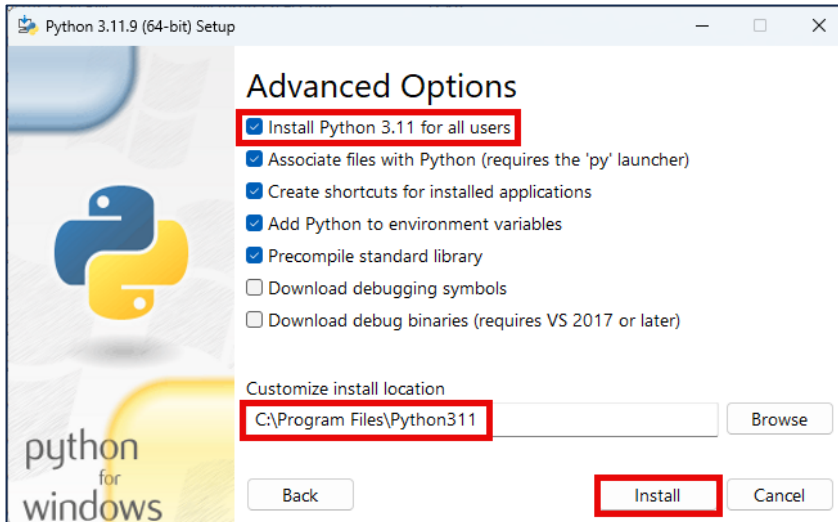 Python 3.11.9 (64-bit) Setup
Advanced Options
Install Python 3.11 for all users
Associate files with Python (requires the 'py' launcher)
Create shortcuts for installed applications
Add Python to environment variables
Precompile standard library
Download debugging symbols
Download debug binaries (requires VS 2017 or later)
Customize install location
C:\Program Files\Python311
Browse
python
for
windows
Back
Install
Cancel